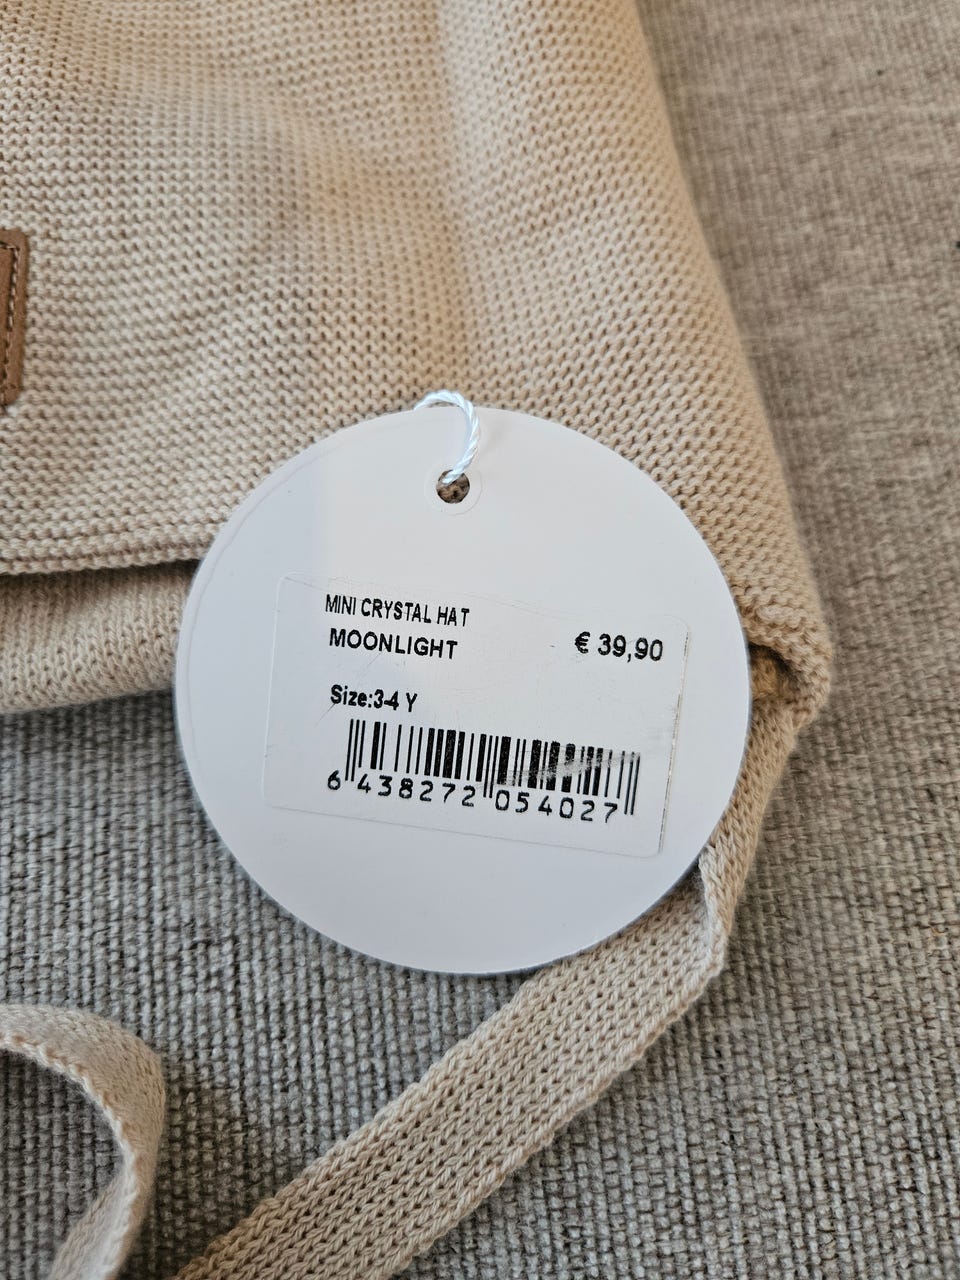 MINI CRYSTAL HAT
MOONLIGHT
€ 39,90
Size:3-4 Y
6 438272 054027